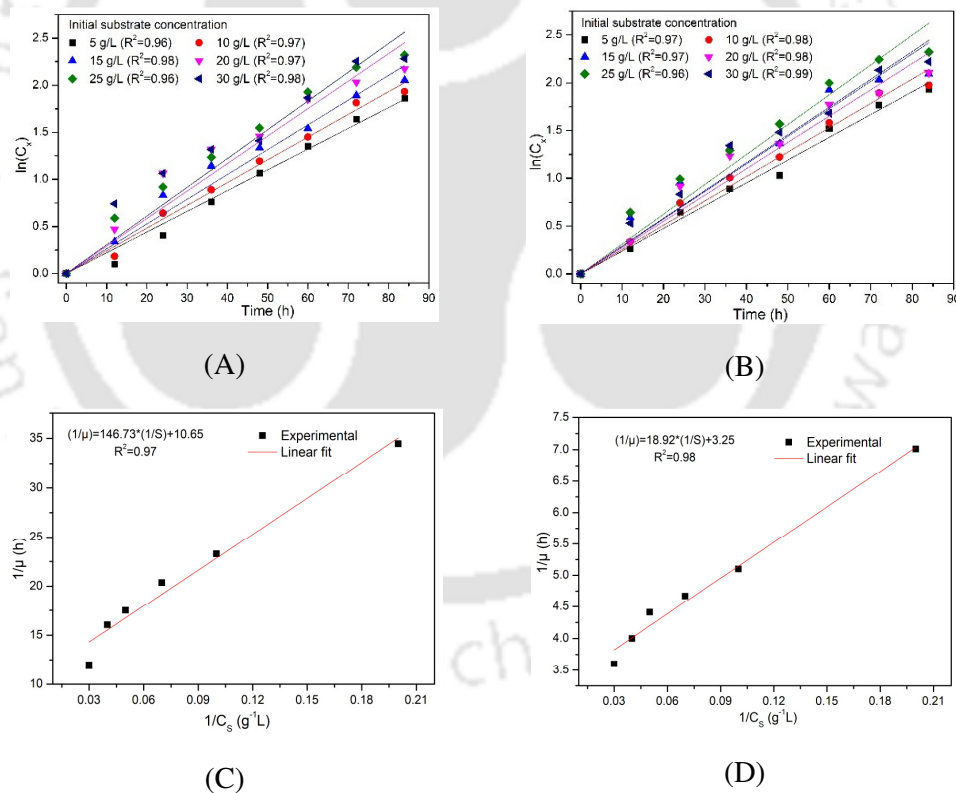 Initial substrate concentration
5 g/L (R²=0.96) 10 g/L (R²=0.97)
15 g/L (R²=0.98) 20 g/L (R²=0.97)
25 g/L (R²=0.96) 30 g/L (R²=0.98)
2.5
2.0
1.5
1.0
0.5
0.0
ln(Cₓ)
0 10 20 30 40 50 60 70 80 90
Time (h)
(A)
Initial substrate concentration
5 g/L (R²=0.97) 10 g/L (R²=0.98)
15 g/L (R²=0.97) 20 g/L (R²=0.98)
25 g/L (R²=0.96) 30 g/L (R²=0.99)
2.5
2.0
1.5
1.0
0.5
0.0
ln(Cₓ)
0 10 20 30 40 50 60 70 80 90
Time (h)
(B)
(1/μ)=146.73*(1/S)+10.65
R²=0.97
Experimental
Linear fit
35
30
25
20
15
10
1/μ (h)
0.03 0.06 0.09 0.12 0.15 0.18 0.21
1/C_S (g⁻¹L)
(C)
(1/μ)=18.92*(1/S)+3.25
R²=0.98
Experimental
Linear fit
7.5
7.0
6.5
6.0
5.5
5.0
4.5
4.0
3.5
1/μ (h)
0.03 0.06 0.09 0.12 0.15 0.18 0.21
1/C_S (g⁻¹L)
(D)